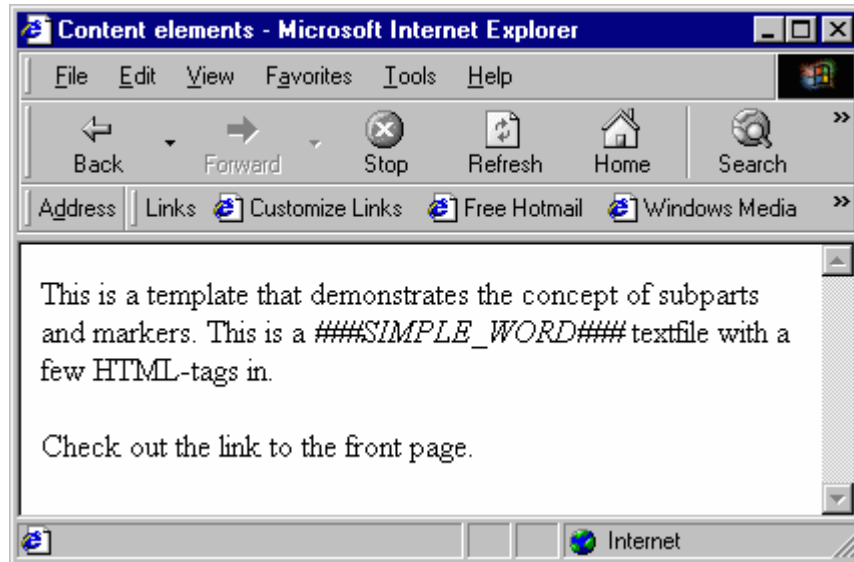 Content elements - Microsoft Internet Explorer
File Edit View Favorites Tools Help
Back Forward Stop Refresh Home Search »
Address Links Customize Links Free Hotmail Windows Media »
This is a template that demonstrates the concept of subparts
and markers. This is a ###SIMPLE_WORD### textfile with a
few HTML-tags in.
Check out the link to the front page.
Internet